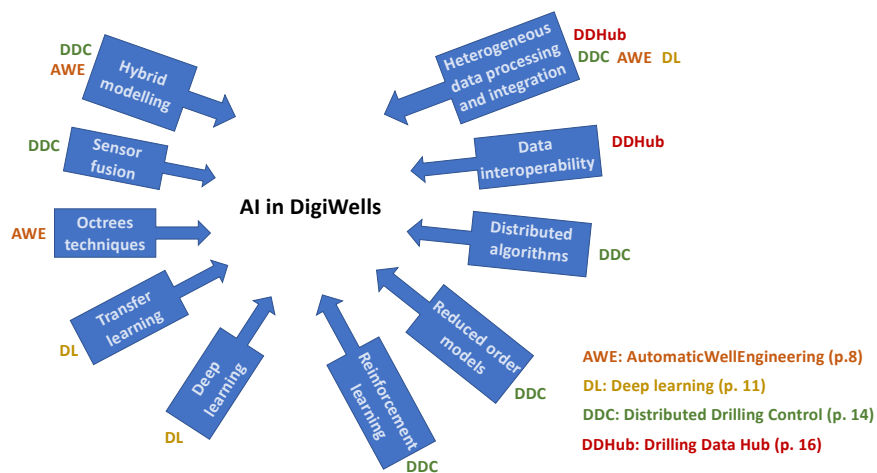 DDC
AWE
Hybrid
modelling
DDHub
DDC AWE DL
Heterogeneous
data processing
and integration
DDC
Sensor
fusion
Data
interoperability
DDHub
AI in DigiWells
AWE
Octrees
techniques
Distributed
algorithms
DDC
Transfer
learning
DL
Deep
learning
DL
Reinforcement
learning
DDC
Reduced order
models
DDC
AWE: AutomaticWellEngineering (p.8)
DL: Deep learning (p. 11)
DDC: Distributed Drilling Control (p. 14)
DDHub: Drilling Data Hub (p. 16)